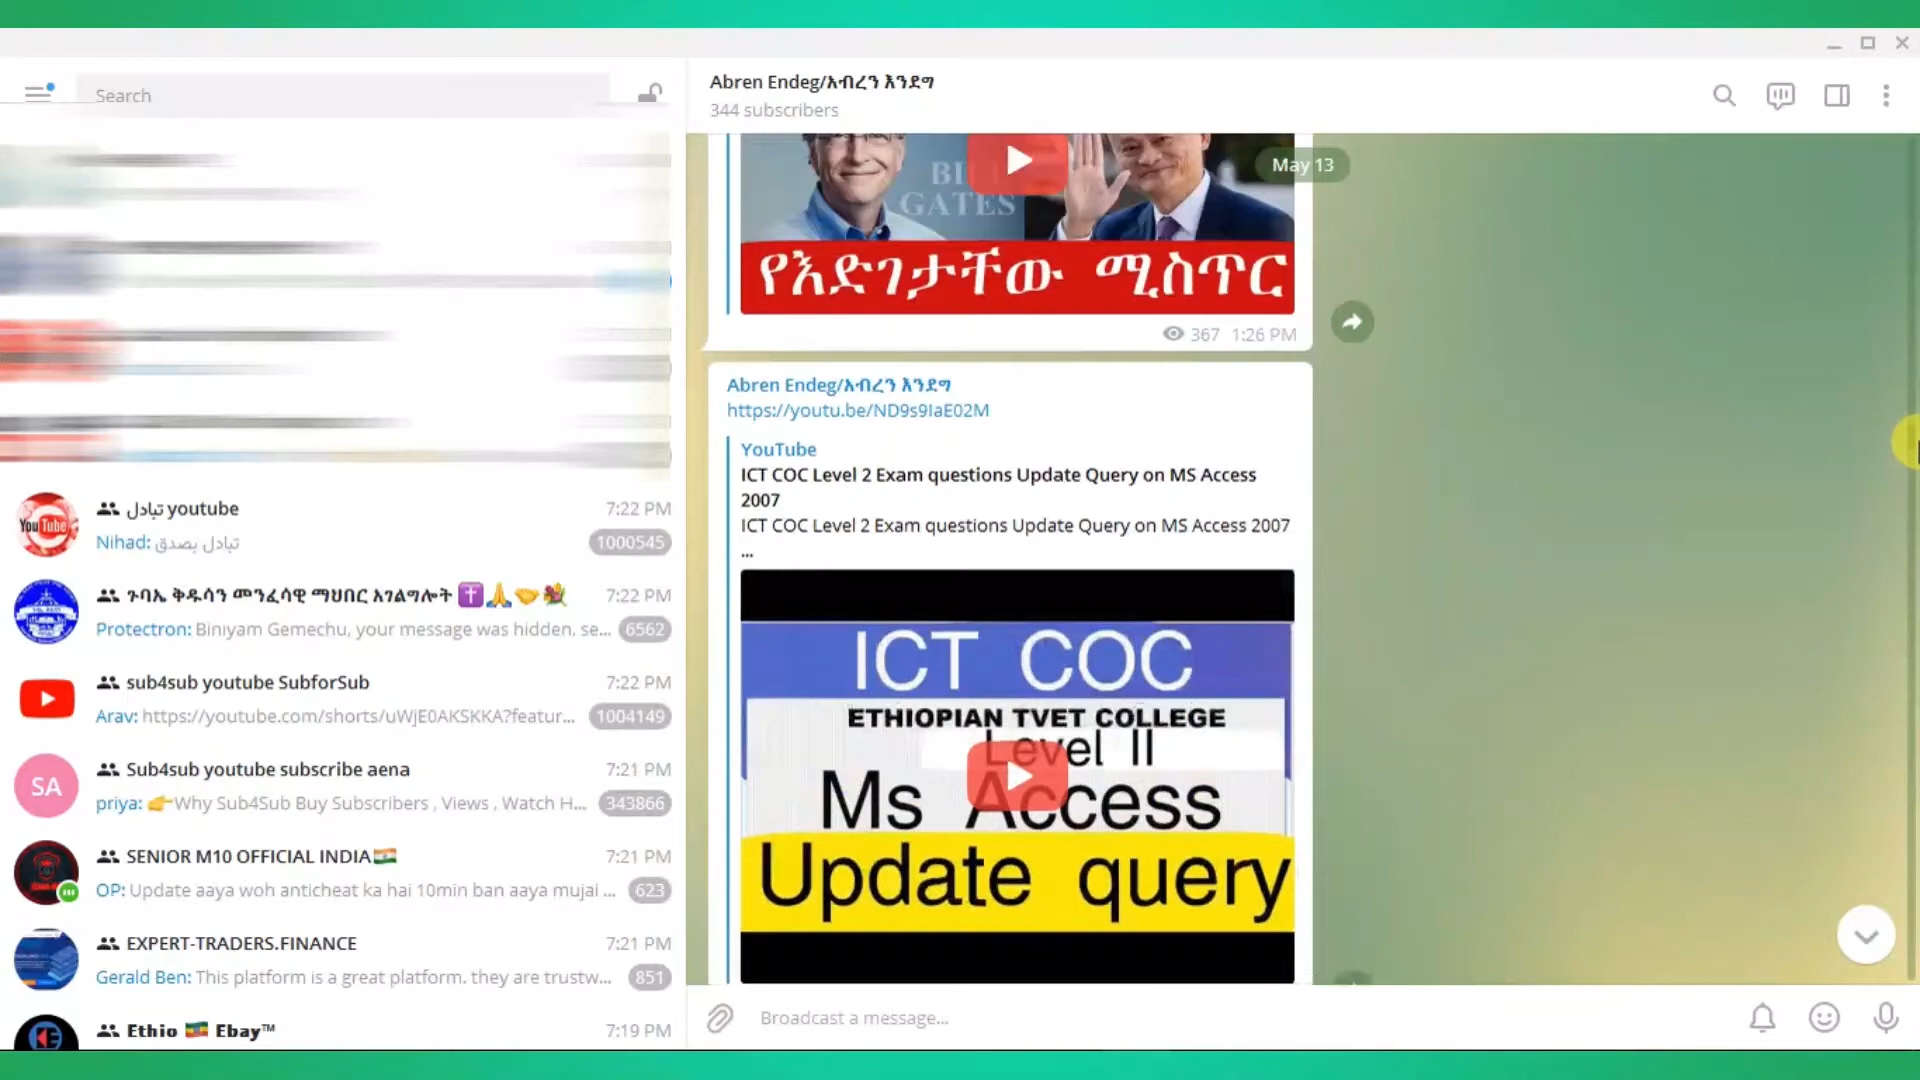 Search
تبادل youtube
7:22 PM
Nihad: تبادل بصدق
1000545
ጉባኤ ቅዱሳን መንፈሳዊ ማህበር አገልግሎት ✝️🙏🤝💐
7:22 PM
Protectron: Biniyam Gemechu, your message was hidden, se...
6562
sub4sub youtube SubforSub
7:22 PM
Arav: https://youtube.com/shorts/uWjE0AKSKKA?featur...
1004149
SA
Sub4sub youtube subscribe aena
7:21 PM
priya: 👉Why Sub4Sub Buy Subscribers , Views , Watch H...
343866
SENIOR M10 OFFICIAL INDIA🇮🇳
7:21 PM
OP: Update aaya woh anticheat ka hai 10min ban aaya mujai ...
623
EXPERT-TRADERS.FINANCE
7:21 PM
Gerald Ben: This platform is a great platform. they are trustw...
851
Ethio 🇪🇹 Ebay™
7:19 PM
You Tube
KE
Abren Endeg/አብረን እንደግ
344 subscribers
May 13
BILL
GATES
የእድገታቸው ሚስጥር
367 1:26 PM
Abren Endeg/አብረን እንደግ
https://youtu.be/ND9s9IaE02M
YouTube
ICT COC Level 2 Exam questions Update Query on MS Access
2007
ICT COC Level 2 Exam questions Update Query on MS Access 2007
...
ICT COC
ETHIOPIAN TVET COLLEGE
Level II
Ms Access
Update query
Broadcast a message...